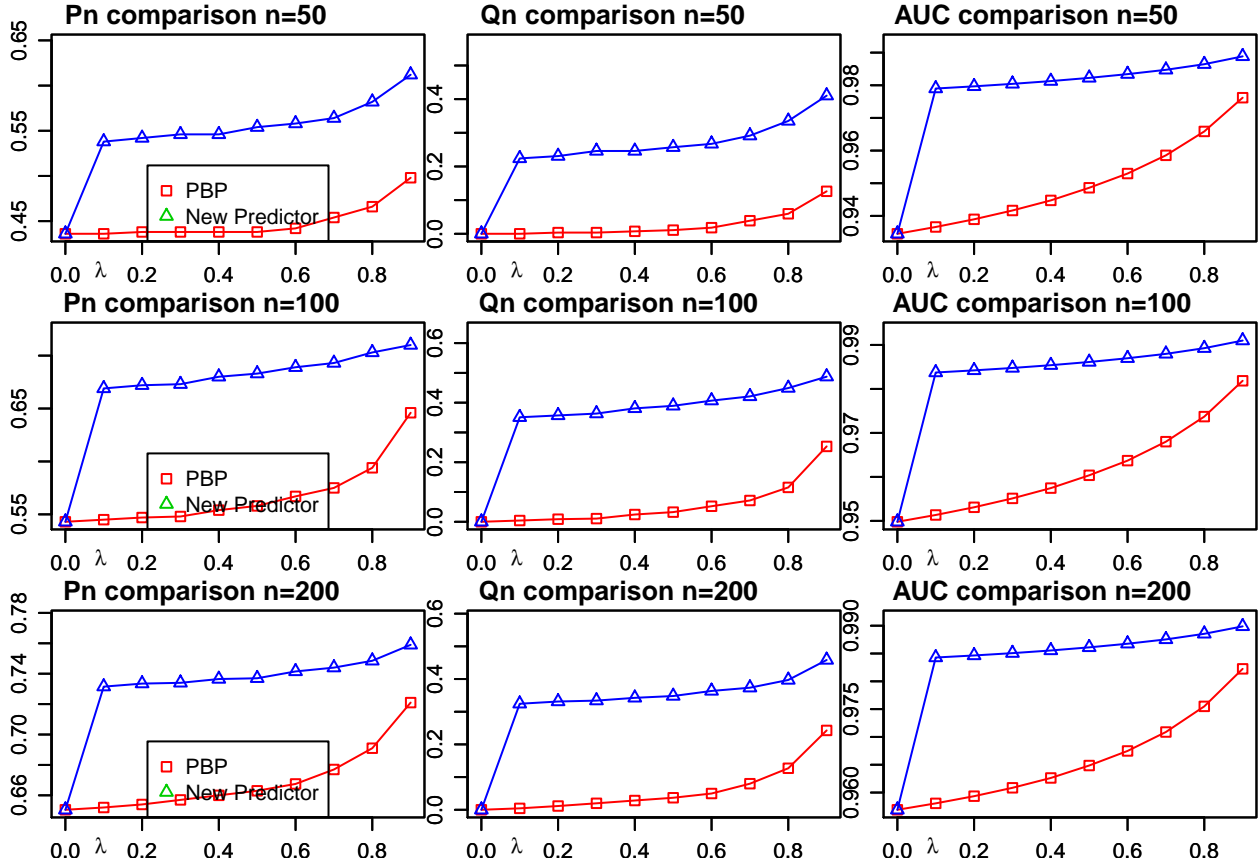 Pn comparison n=50
Qn comparison n=50
AUC comparison n=50
0.65
0.55
0.45
PBP
New Predictor
0.0 λ 0.2 0.4 0.6 0.8
0.4
0.2
0.0
0.0 0.2 0.4 0.6 0.8
0.98
0.96
0.94
0.0 λ 0.2 0.4 0.6 0.8
Pn comparison n=100
Qn comparison n=100
AUC comparison n=100
0.65
0.55
PBP
New Predictor
0.0 λ 0.2 0.4 0.6 0.8
0.6
0.4
0.2
0.0
0.0 λ 0.2 0.4 0.6 0.8
0.99
0.97
0.95
0.0 λ 0.2 0.4 0.6 0.8
Pn comparison n=200
Qn comparison n=200
AUC comparison n=200
0.78
0.74
0.70
0.66
PBP
New Predictor
0.0 λ 0.2 0.4 0.6 0.8
0.6
0.4
0.2
0.0
0.0 λ 0.2 0.4 0.6 0.8
0.990
0.975
0.960
0.0 λ 0.2 0.4 0.6 0.8